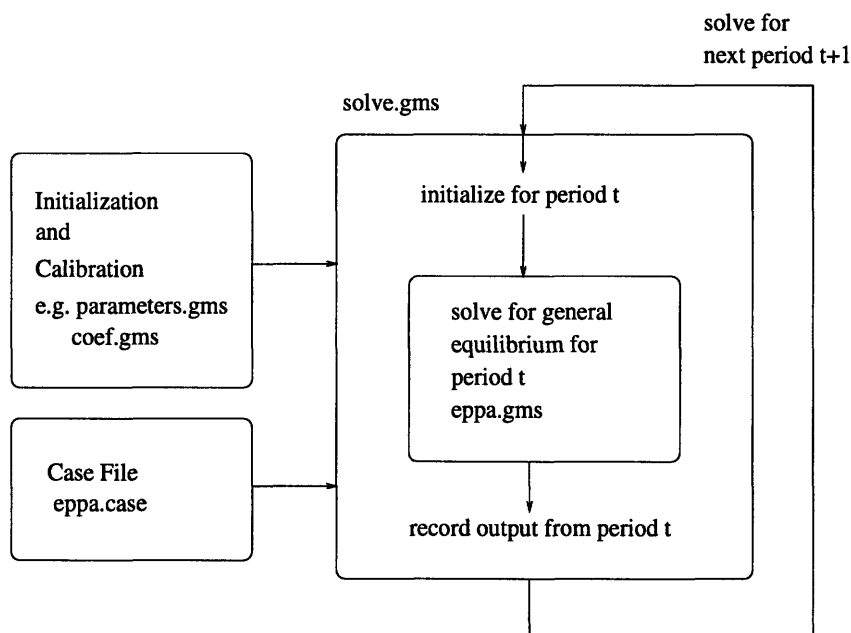 solve for
next period t+1
solve.gms
Initialization
and
Calibration
e.g. parameters.gms
coef.gms
Case File
eppa.case
initialize for period t
solve for general
equilibrium for
period t
eppa.gms
record output from period t